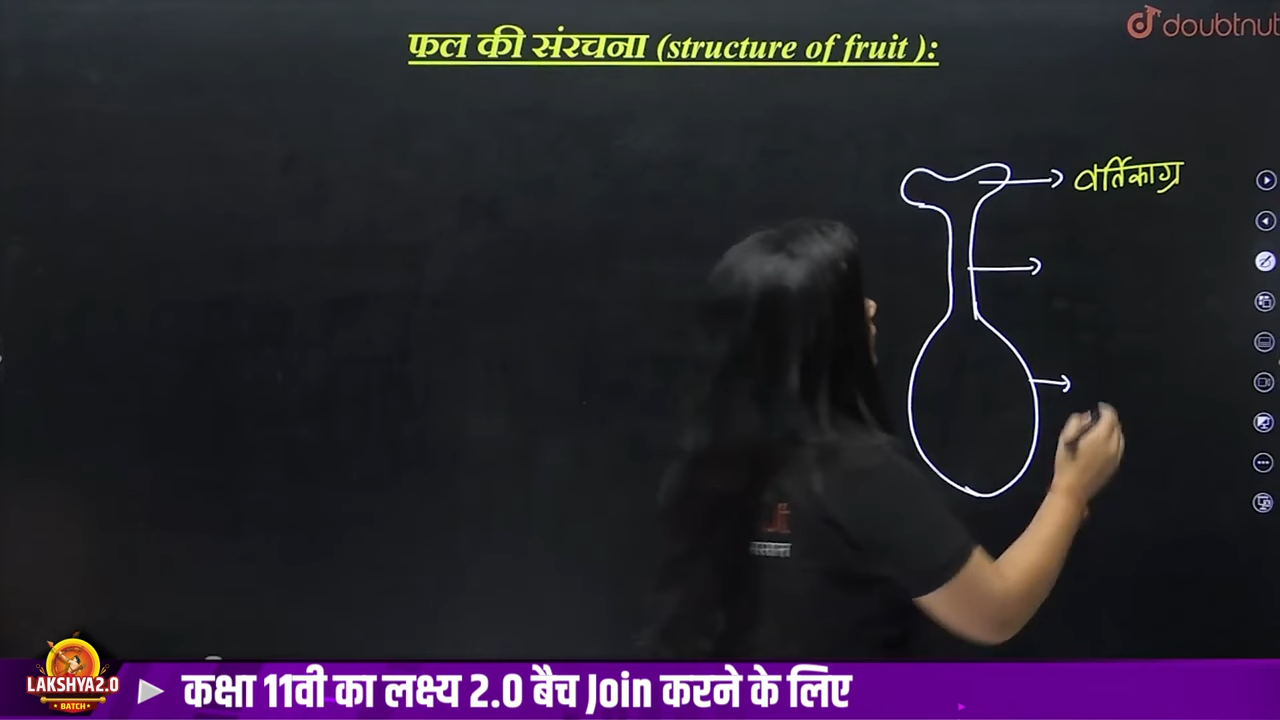 doubtnut
फल की संरचना (structure of fruit ):
वर्तिकाग्र
LAKSHYA2.0
BATCH
कक्षा 11वी का लक्ष्य 2.0 बैच Join करने के लिए